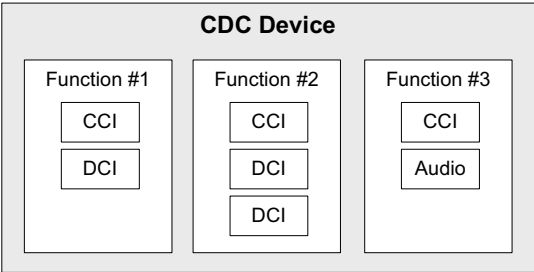 CDC Device
Function #1
CCI
DCI
Function #2
CCI
DCI
DCI
Function #3
CCI
Audio